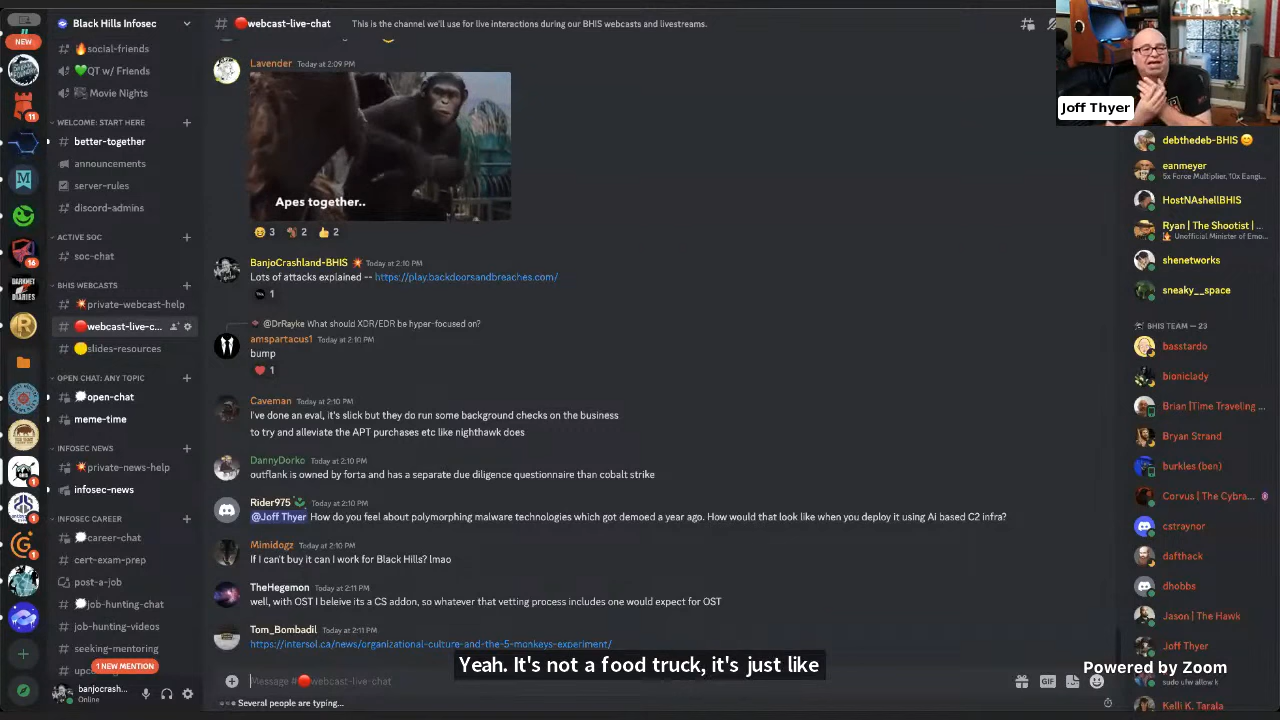 Black Hills Infosec
# 🔴webcast-live-chat This is the channel we'll use for live interactions during our BHIS webcasts and livestreams.
NEW
🔥social-friends
💚QT w/ Friends
Movie Nights
WELCOME: START HERE
# better-together
announcements
# server-rules
# discord-admins
ACTIVE SOC
# soc-chat
BHIS WEBCASTS
💥private-webcast-help
# 🔴webcast-live-c...
# 🟡slides-resources
OPEN CHAT: ANY TOPIC
# open-chat
# meme-time
INFOSEC NEWS
💥private-news-help
# infosec-news
INFOSEC CAREER
# career-chat
# cert-exam-prep
post-a-job
# job-hunting-chat
# job-hunting-videos
# seeking-mentoring
1 NEW MENTION
banjocrash...
Online
11
16
DARKNET
DIARIES
1
1
1
Lavender Today at 2:09 PM
Apes together..
3 2 2
BanjoCrashland-BHIS 💥 Today at 2:10 PM
Lots of attacks explained -- https://play.backdoorsandbreaches.com/
1
@DrRayke What should XDR/EDR be hyper-focused on?
amspartacus1 Today at 2:10 PM
bump
1
Caveman Today at 2:10 PM
I've done an eval, it's slick but they do run some background checks on the business
to try and alleviate the APT purchases etc like nighthawk does
DannyDorko Today at 2:10 PM
outflank is owned by forta and has a separate due diligence questionnaire than cobalt strike
Rider975 Today at 2:10 PM
@Joff Thyer How do you feel about polymorphing malware technologies which got demoed a year ago. How would that look like when you deploy it using Ai based C2 infra?
Mimidogz Today at 2:10 PM
If I can't buy it can I work for Black Hills? lmao
TheHegemon Today at 2:11 PM
well, with OST I beleive its a CS addon, so whatever that vetting process includes one would expect for OST
Tom_Bombadil Today at 2:11 PM
https://intersol.ca/news/organizational-culture-and-the-5-monkeys-experiment/
Yeah. It's not a food truck, it's just like
Message #🔴webcast-live-chat
GIF
Several people are typing...
Joff Thyer
debthedeb-BHIS 😊
eanmeyer
5x Force Multiplier, 10x Eangi...
HostNAshellBHIS
Ryan | The Shootist | ...
Unofficial Minister of Emo...
shenetworks
sneaky__space
BHIS TEAM — 23
basstardo
bioniclady
Brian |Time Traveling ...
Bryan Strand
burkles (ben)
Corvus | The Cybra...
cstraynor
dafthack
dhobbs
Jason | The Hawk
Joff Thyer
Powered by Zoom
sudo ufw allow k
Kelli K. Tarala